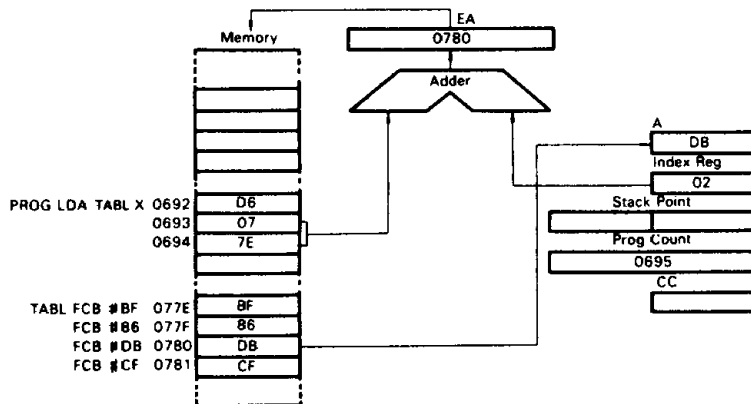 EA
Memory
0780
Adder
A
DB
Index Reg
02
Stack Point
Prog Count
0695
CC
PROG LDA TABL X 0692 D6
0693 07
0694 7E
TABL FCB #BF 077E BF
FCB #86 077F 86
FCB #DB 0780 DB
FCB #CF 0781 CF